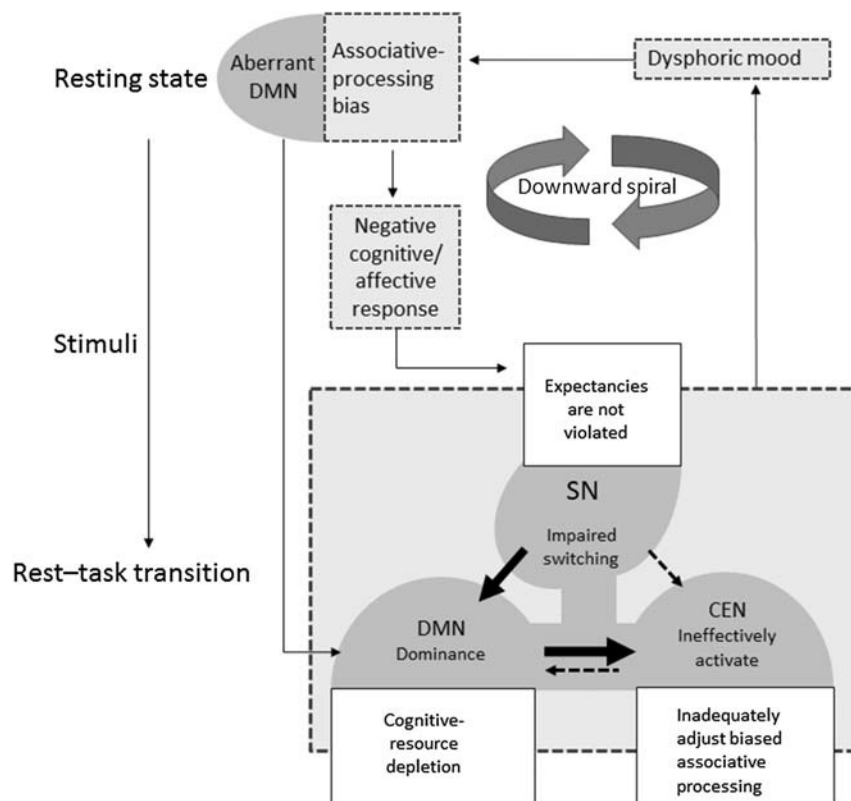 Resting state
Aberrant
DMN
Associative-
processing
bias
Dysphoric mood
Downward spiral
Negative
cognitive/
affective
response
Stimuli
Expectancies
are not
violated
SN
Impaired
switching
Rest–task transition
DMN
Dominance
CEN
Ineffectively
activate
Cognitive-
resource
depletion
Inadequately
adjust biased
associative
processing